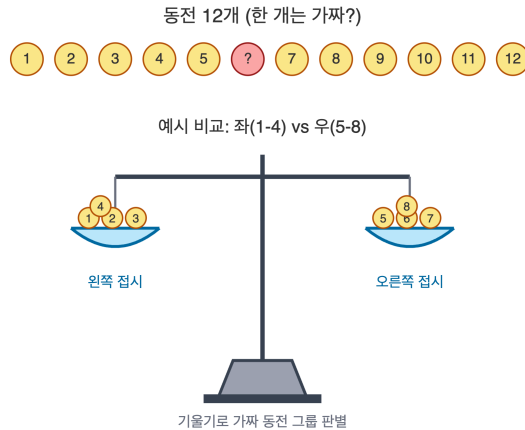 동전 12개 (한 개는 가짜?)
1 2 3 4 5 ? 7 8 9 10 11 12
예시 비교: 좌(1-4) vs 우(5-8)
4 8
1 2 3 5 6 7
왼쪽 접시 오른쪽 접시
기울기로 가짜 동전 그룹 판별